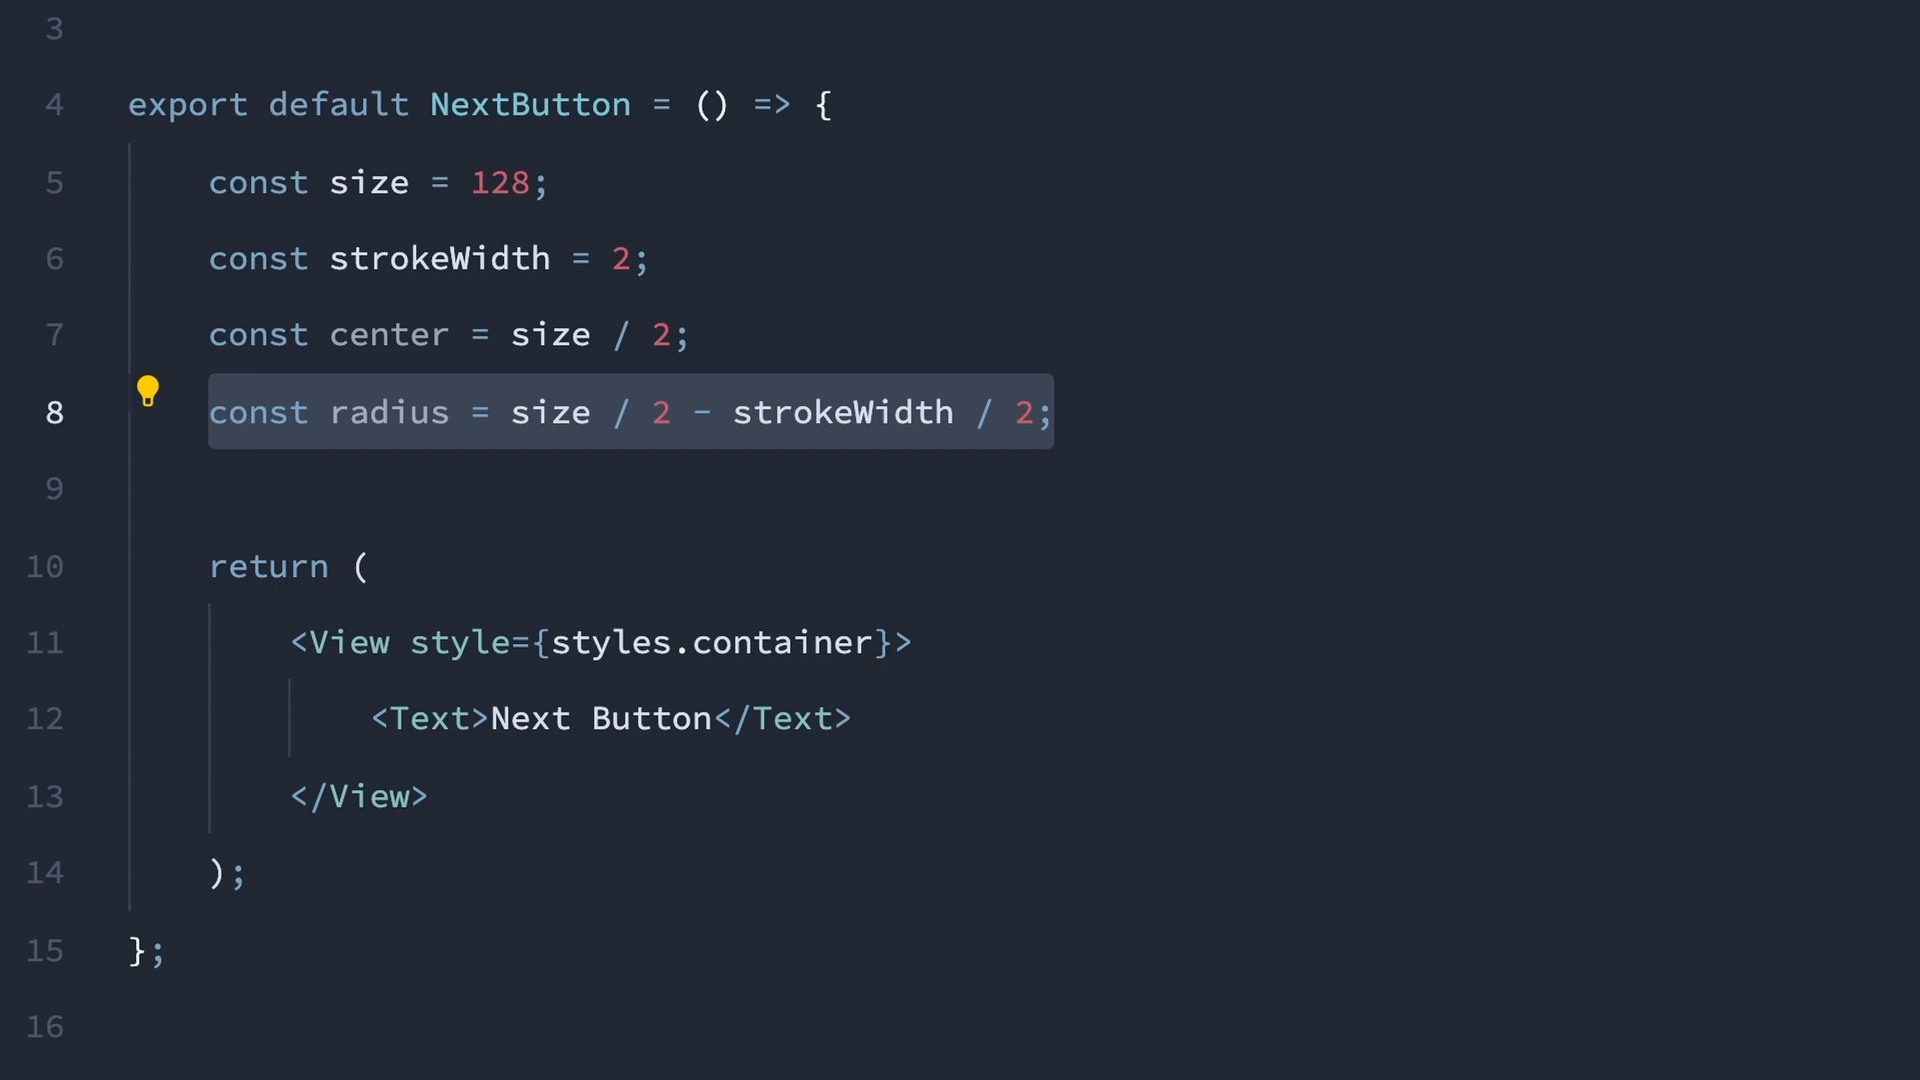 3
4 export default NextButton = () => {
5 const size = 128;
6 const strokeWidth = 2;
7 const center = size / 2;
8 const radius = size / 2 - strokeWidth / 2;
9
10 return (
11 <View style={styles.container}>
12 <Text>Next Button</Text>
13 </View>
14 );
15 };
16